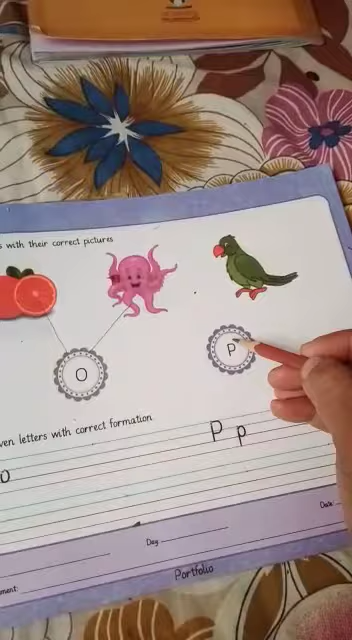 s with their correct pictures
O
P
ven letters with correct formation
o
P p
Day:
Date:
ment:
Portfolio